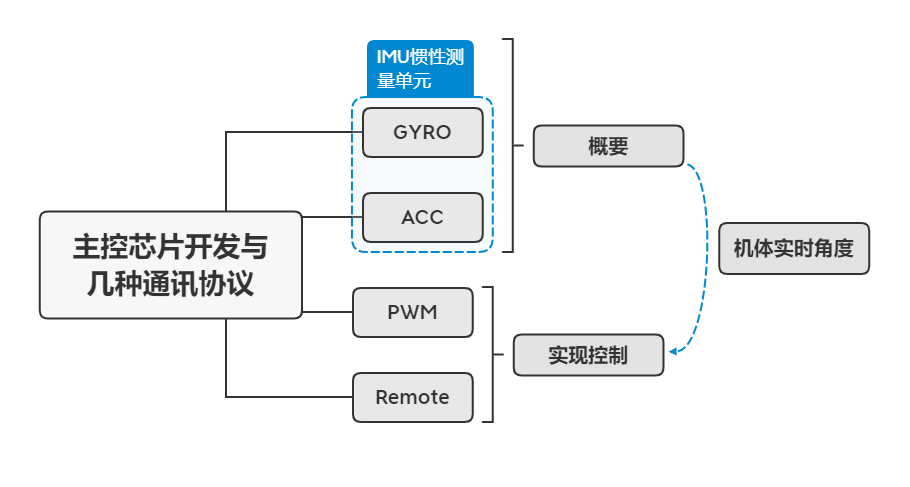 IMU惯性测
量单元
GYRO
概要
ACC
主控芯片开发与
几种通讯协议
机体实时角度
PWM
实现控制
Remote